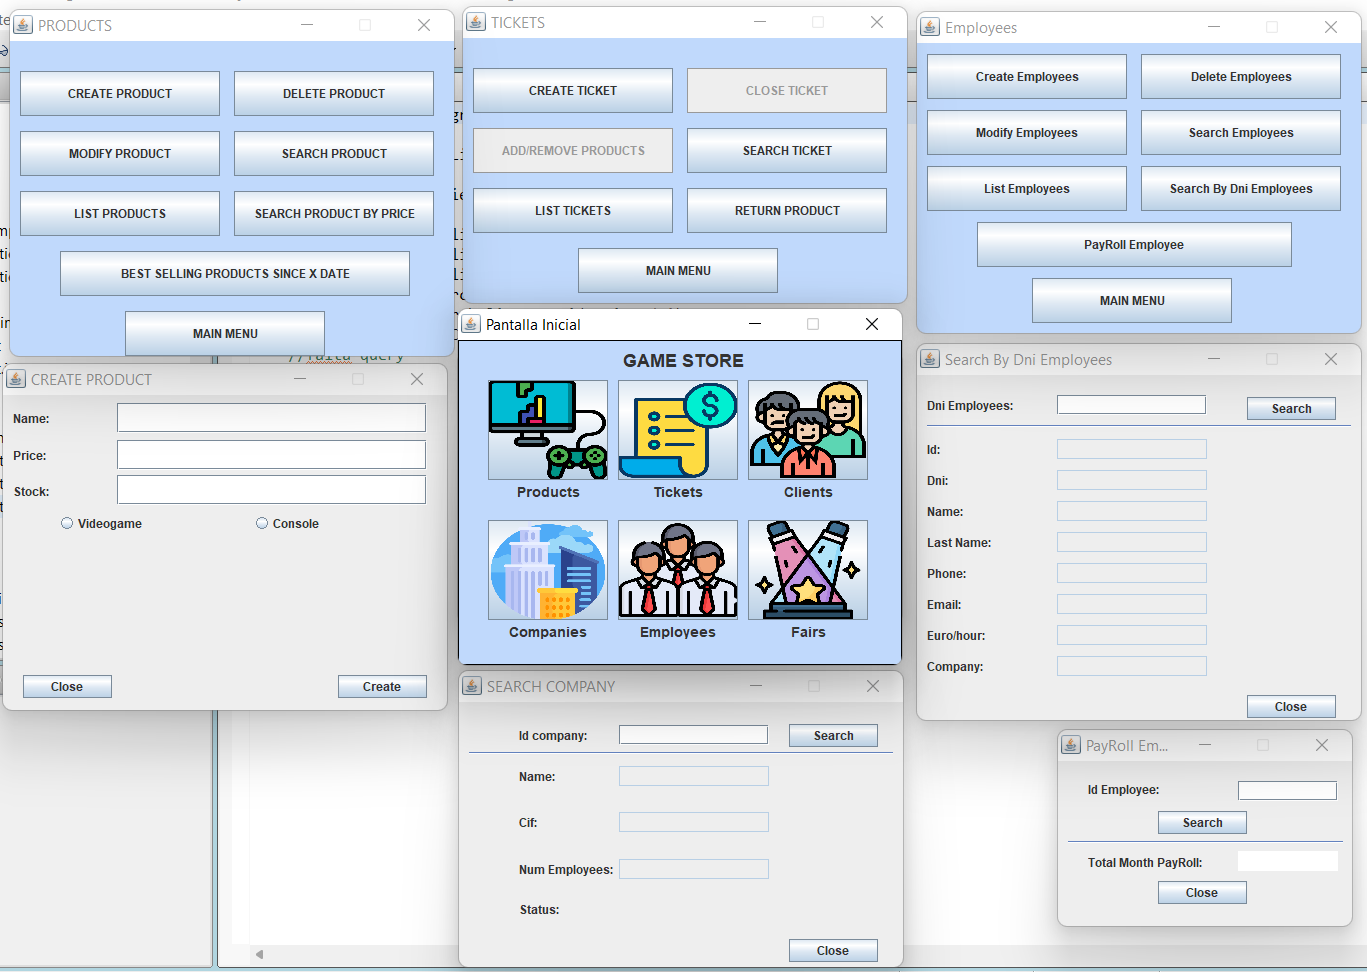 PRODUCTS
CREATE PRODUCT
DELETE PRODUCT
MODIFY PRODUCT
SEARCH PRODUCT
LIST PRODUCTS
SEARCH PRODUCT BY PRICE
BEST SELLING PRODUCTS SINCE X DATE
MAIN MENU
TICKETS
CREATE TICKET
CLOSE TICKET
ADD/REMOVE PRODUCTS
SEARCH TICKET
LIST TICKETS
RETURN PRODUCT
MAIN MENU
Employees
Create Employees
Delete Employees
Modify Employees
Search Employees
List Employees
Search By Dni Employees
PayRoll Employee
MAIN MENU
//falta query
CREATE PRODUCT
Name:
Price:
Stock:
Videogame
Console
Close
Create
Pantalla Inicial
GAME STORE
Products
Tickets
Clients
Companies
Employees
Fairs
Search By Dni Employees
Dni Employees:
Search
Id:
Dni:
Name:
Last Name:
Phone:
Email:
Euro/hour:
Company:
Close
SEARCH COMPANY
Id company:
Search
Name:
Cif:
Num Employees:
Status:
Close
PayRoll Em...
Id Employee:
Search
Total Month PayRoll:
Close